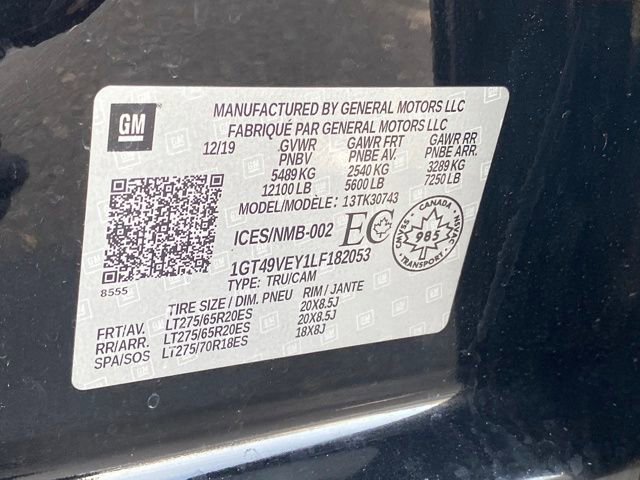 GM
MANUFACTURED BY GENERAL MOTORS LLC
FABRIQUÉ PAR GENERAL MOTORS LLC
12/19 GVWR GAWR FRT GAWR RR
PNBV PNBE AV. PNBE ARR.
5489 KG 2540 KG 3289 KG
12100 LB 5600 LB 7250 LB
MODEL/MODÈLE: 13TK30743
ICES/NMB-002 EC
CANADA
985
SVNAC
NSVAC
1GT49VEY1LF182053
8555
TYPE: TRU/CAM
TIRE SIZE / DIM. PNEU RIM / JANTE
FRT/AV. LT275/65R20ES 20X8.5J
RR/ARR. LT275/65R20ES 20X8.5J
SPA/SOS LT275/70R18ES 18X8J